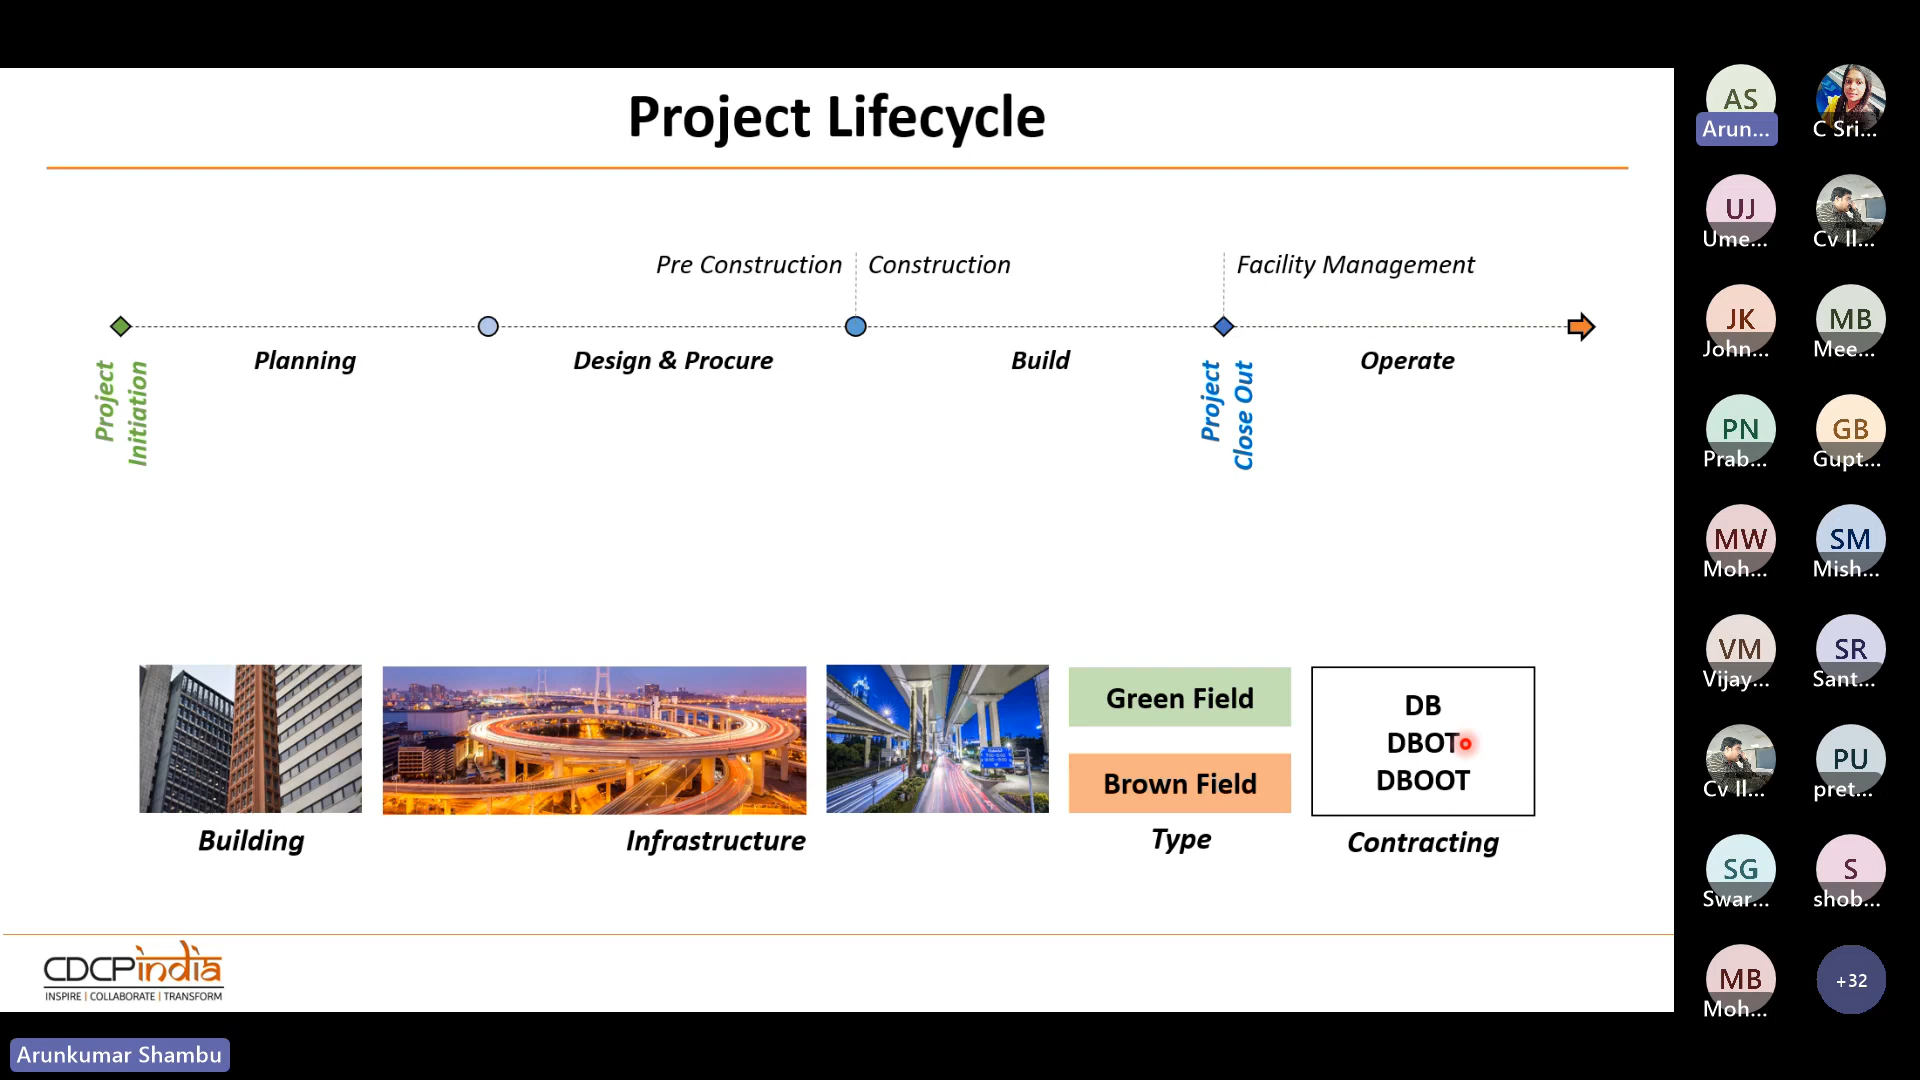 Project Lifecycle
Pre Construction
Construction
Facility Management
Planning
Design & Procure
Build
Operate
Project
Initiation
Project
Close Out
Green Field
Brown Field
DB
DBOT
DBOOT
Building
Infrastructure
Type
Contracting
CDCPindia
INSPIRE | COLLABORATE | TRANSFORM
Arunkumar Shambu
AS
Arun...
C Sri...
UJ
Ume...
Cv Il...
JK
John...
MB
Mee...
PN
Prab...
GB
Gupt...
MW
Moh...
SM
Mish...
VM
Vijay...
SR
Sant...
Cv Il...
PU
pret...
SG
Swar...
S
shob...
MB
Moh...
+32